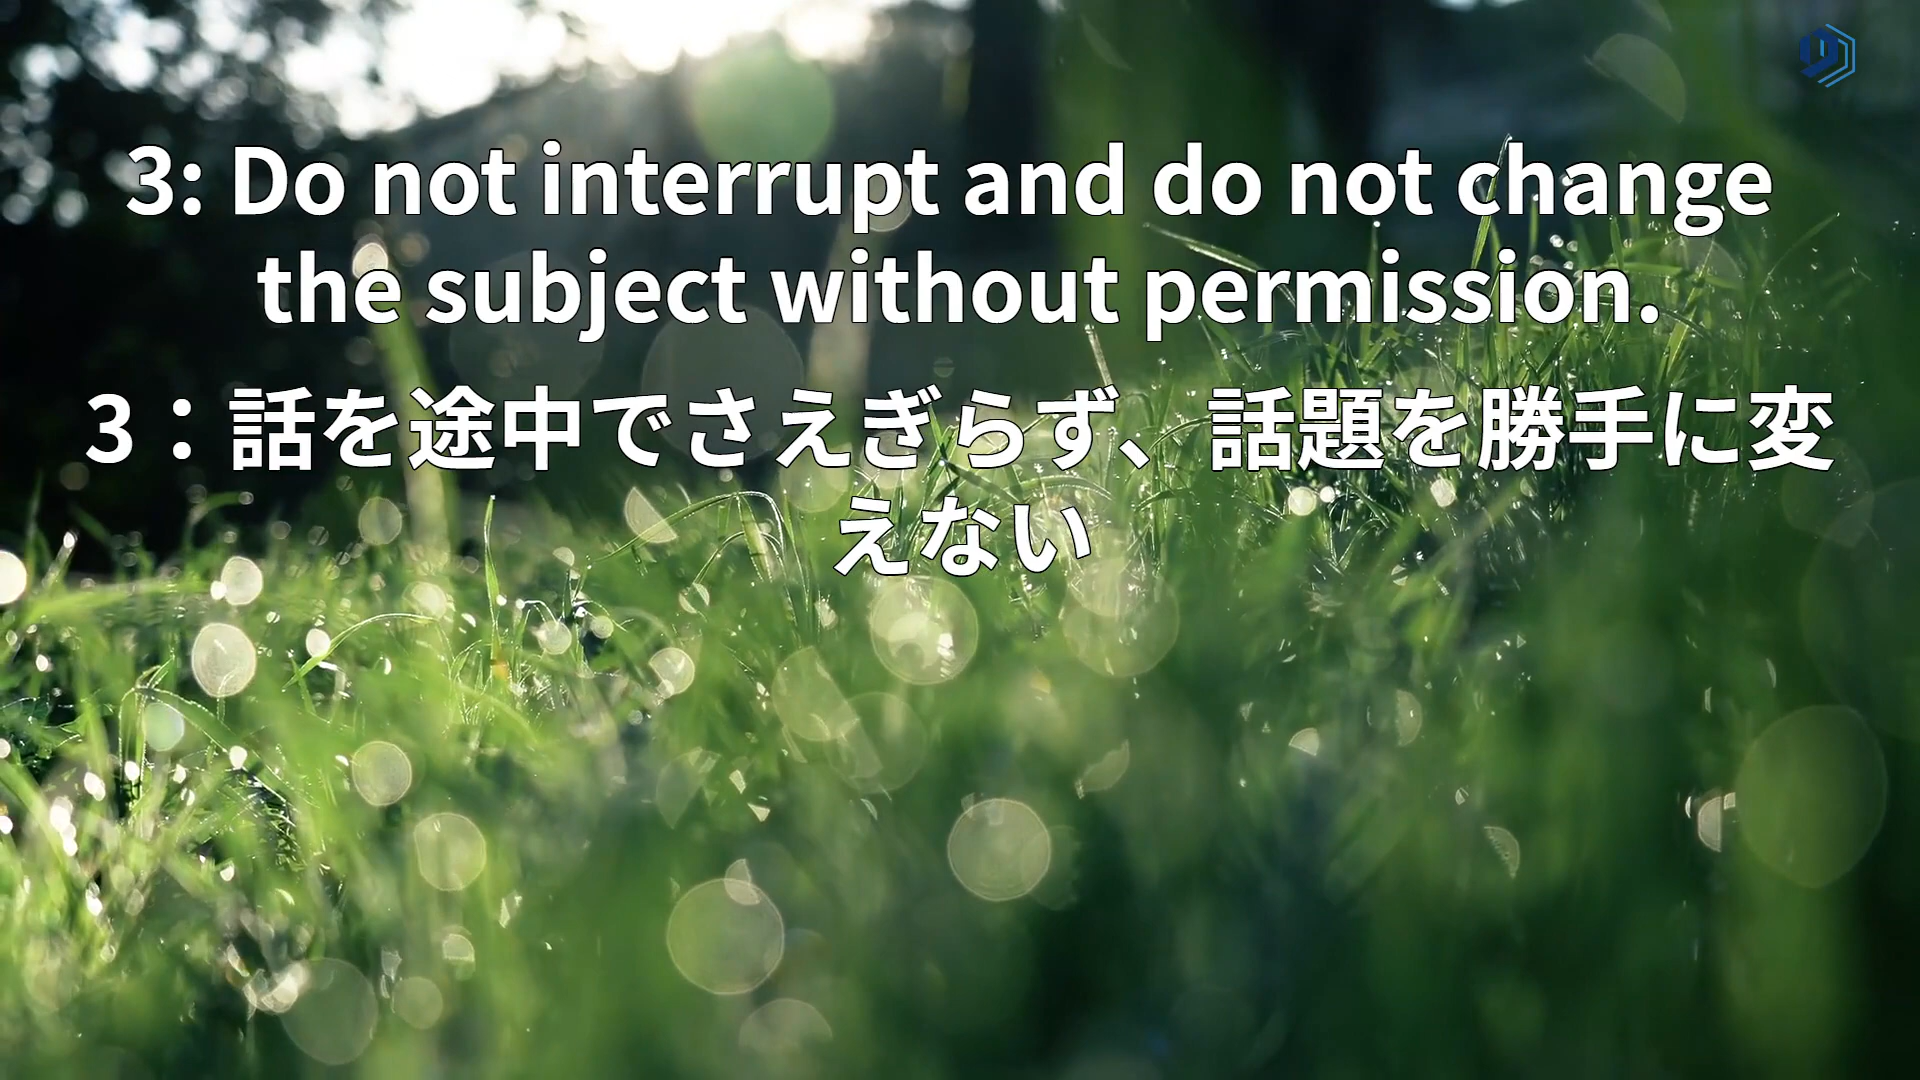 3: Do not interrupt and do not change
the subject without permission.
3：話を途中でさえぎらず、話題を勝手に変
えない